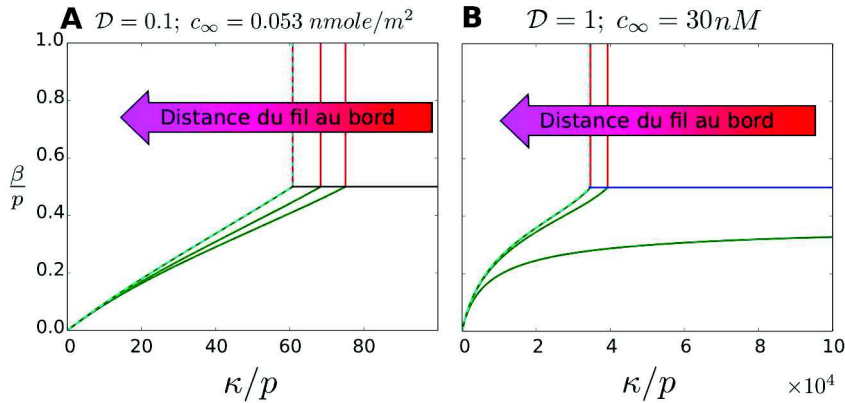 A 𝒟 = 0.1; c∞ = 0.053 nmole/m²
B 𝒟 = 1; c∞ = 30nM
1.0
0.8
Distance du fil au bord
Distance du fil au bord
0.6
β/p
0.4
0.2
0.0
0 20 40 60 80
0 2 4 6 8 10
κ/p
κ/p ×10⁴